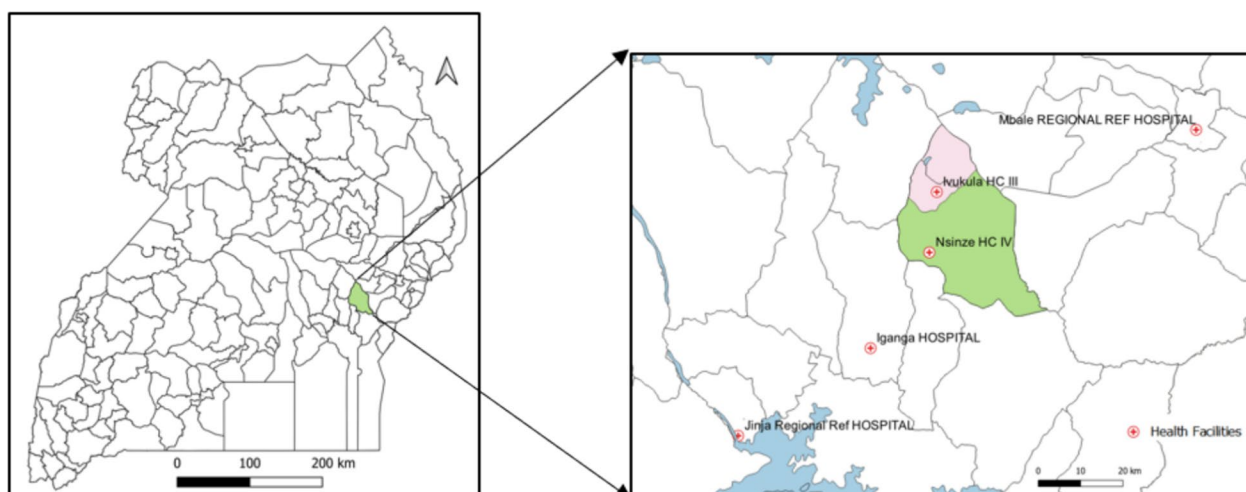 0 100 200 km
Mbale REGIONAL REF HOSPITAL
Ivukula HC III
Nsinze HC IV
Iganga HOSPITAL
Jinja Regional Ref HOSPITAL
Health Facilities
0 10 20 km